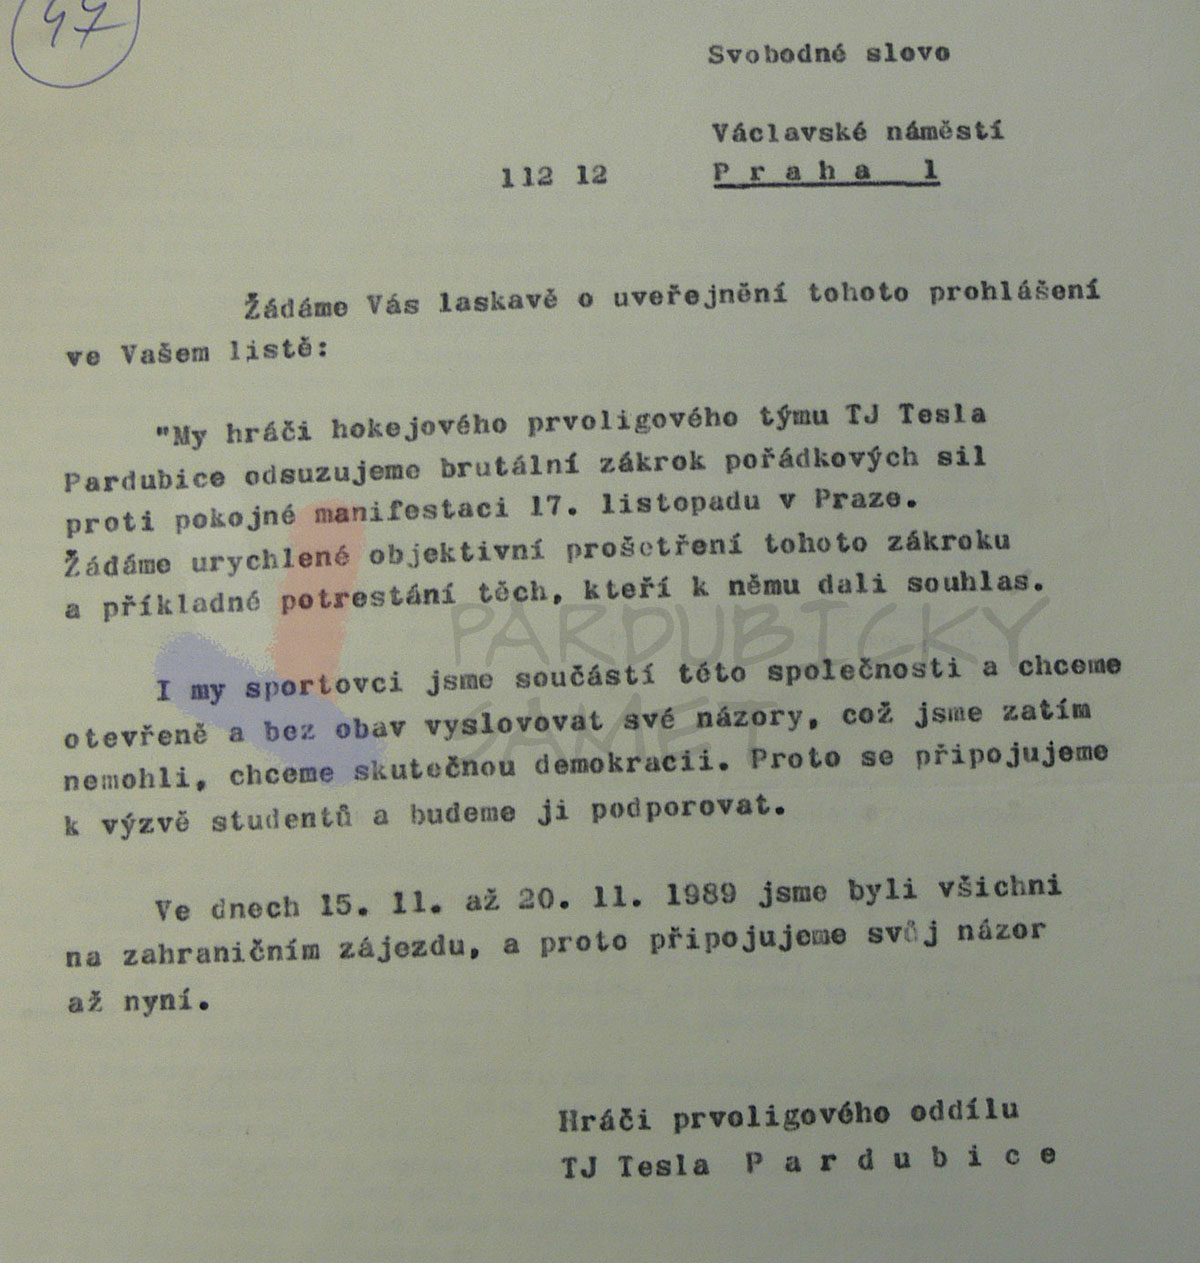 47
Svobodné slovo
Václavské náměstí
112 12 P r a h a 1
Žádáme Vás laskavě o uveřejnění tohoto prohlášení
ve Vašem listě:
"My hráči hokejového prvoligového týmu TJ Tesla
Pardubice odsuzujeme brutální zákrok pořádkových sil
proti pokojné manifestaci 17. listopadu v Praze.
Žádáme urychlené objektivní prošetření tohoto zákroku
a příkladné potrestání těch, kteří k němu dali souhlas.
PARDUBICKÝ
SAMET
I my sportovci jsme součástí této společnosti a chceme
otevřeně a bez obav vyslovovat své názory, což jsme zatím
nemohli, chceme skutečnou demokracii. Proto se připojujeme
k výzvě studentů a budeme ji podporovat.
Ve dnech 15. 11. až 20. 11. 1989 jsme byli všichni
na zahraničním zájezdu, a proto připojujeme svůj názor
až nyní.
Hráči prvoligového oddílu
TJ Tesla P a r d u b i c e